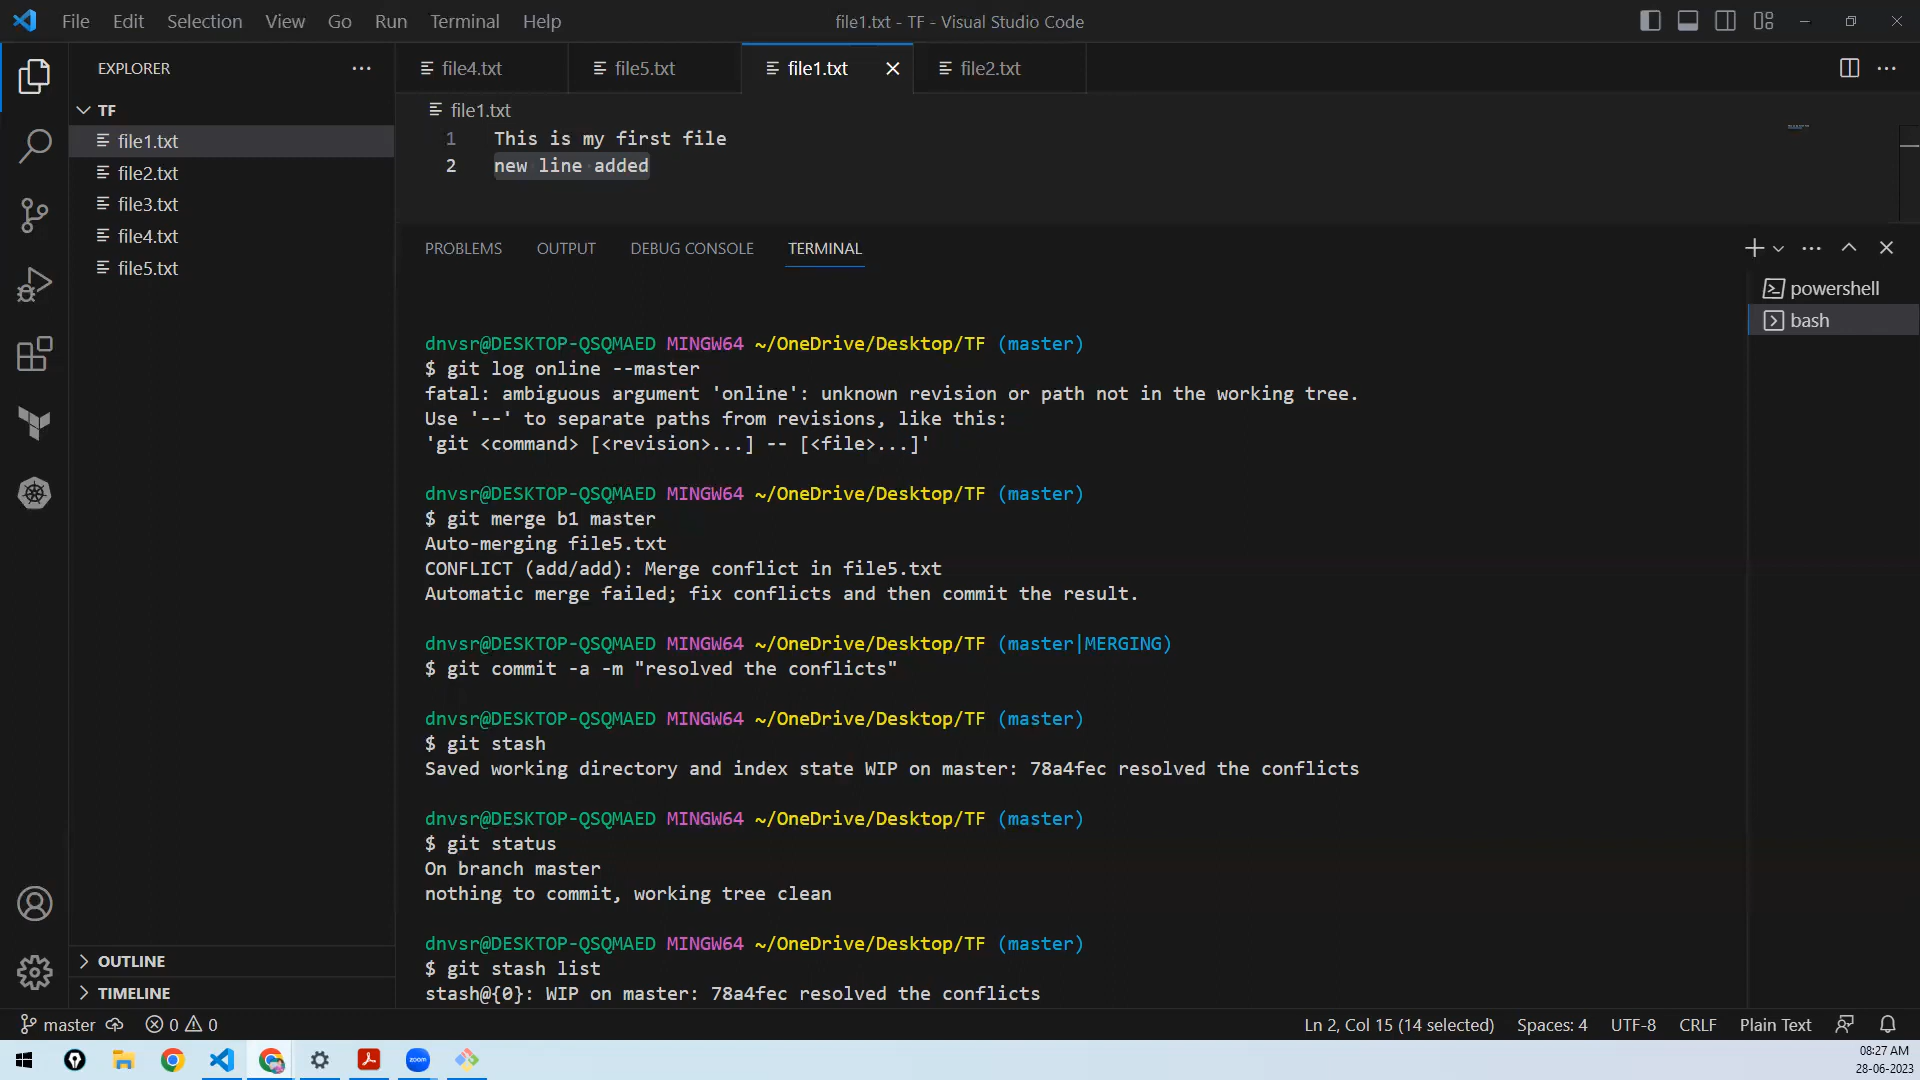 File Edit Selection View Go Run Terminal Help
file1.txt - TF - Visual Studio Code
EXPLORER
TF
file1.txt
file2.txt
file3.txt
file4.txt
file5.txt
OUTLINE
TIMELINE
file4.txt file5.txt file1.txt file2.txt
file1.txt
1 This is my first file
2 new line added
PROBLEMS OUTPUT DEBUG CONSOLE TERMINAL
powershell
bash
dnvsr@DESKTOP-QSQMAED MINGW64 ~/OneDrive/Desktop/TF (master)
$ git log online --master
fatal: ambiguous argument 'online': unknown revision or path not in the working tree.
Use '--' to separate paths from revisions, like this:
'git <command> [<revision>...] -- [<file>...]'
dnvsr@DESKTOP-QSQMAED MINGW64 ~/OneDrive/Desktop/TF (master)
$ git merge b1 master
Auto-merging file5.txt
CONFLICT (add/add): Merge conflict in file5.txt
Automatic merge failed; fix conflicts and then commit the result.
dnvsr@DESKTOP-QSQMAED MINGW64 ~/OneDrive/Desktop/TF (master|MERGING)
$ git commit -a -m "resolved the conflicts"
dnvsr@DESKTOP-QSQMAED MINGW64 ~/OneDrive/Desktop/TF (master)
$ git stash
Saved working directory and index state WIP on master: 78a4fec resolved the conflicts
dnvsr@DESKTOP-QSQMAED MINGW64 ~/OneDrive/Desktop/TF (master)
$ git status
On branch master
nothing to commit, working tree clean
dnvsr@DESKTOP-QSQMAED MINGW64 ~/OneDrive/Desktop/TF (master)
$ git stash list
stash@{0}: WIP on master: 78a4fec resolved the conflicts
master 0 0
Ln 2, Col 15 (14 selected) Spaces: 4 UTF-8 CRLF Plain Text
zoom
08:27 AM
28-06-2023